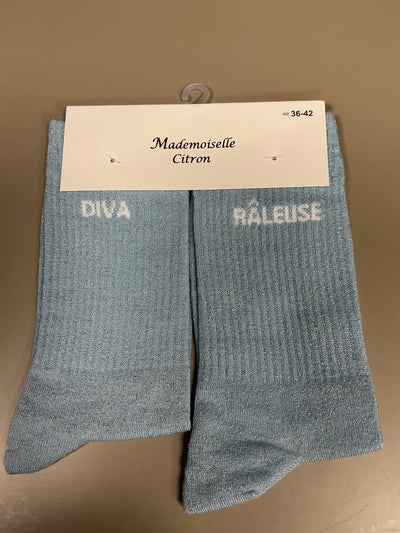 36-42
Mademoiselle
Citron
DIVA
RÂLEUSE